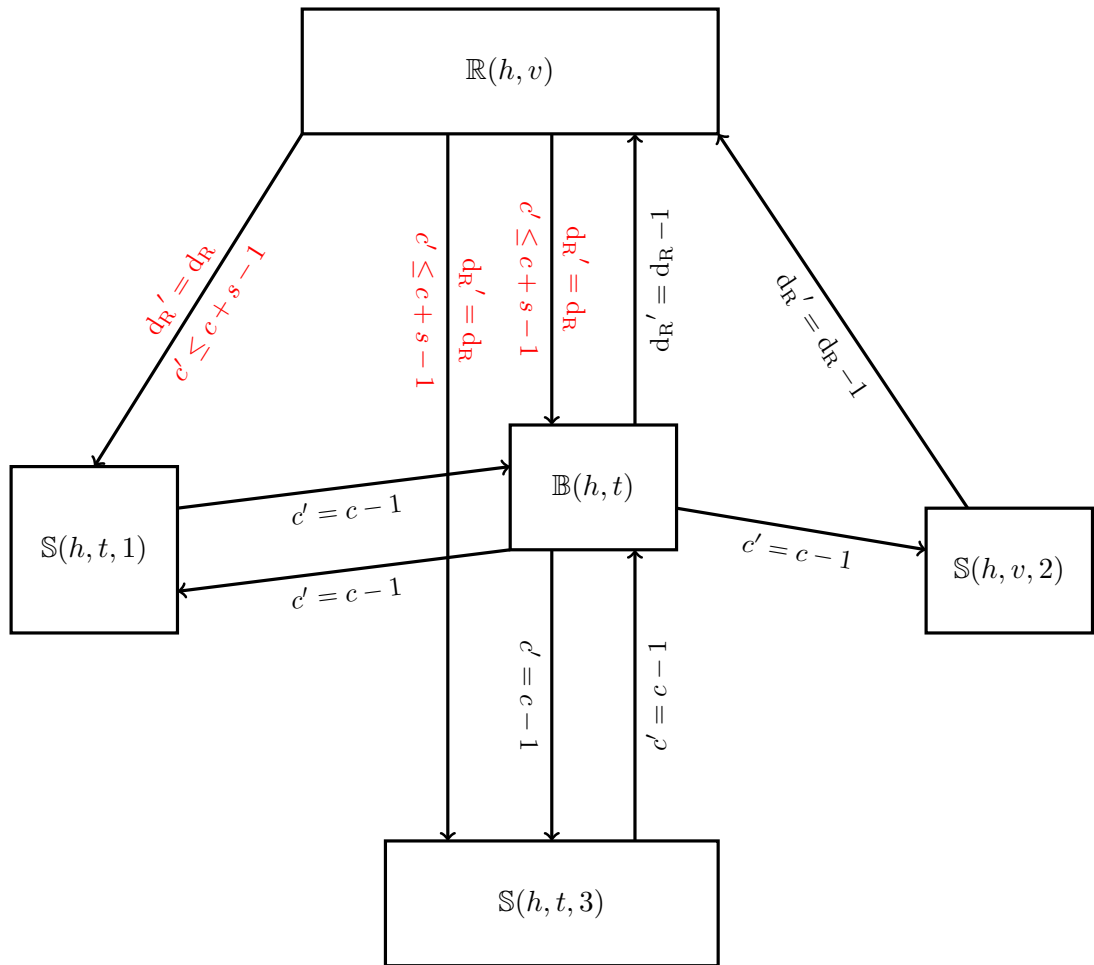 ℝ(h, v)
d_R′ = d_R
c′ ≤ c + s − 1
c′ ≤ c + s − 1
d_R′ = d_R
c′ ≤ c + s − 1
d_R′ = d_R
d_R′ = d_R − 1
d_R′ = d_R − 1
𝕊(h, t, 1)
c′ = c − 1
c′ = c − 1
𝔹(h, t)
c′ = c − 1
𝕊(h, v, 2)
c′ = c − 1
c′ = c − 1
𝕊(h, t, 3)